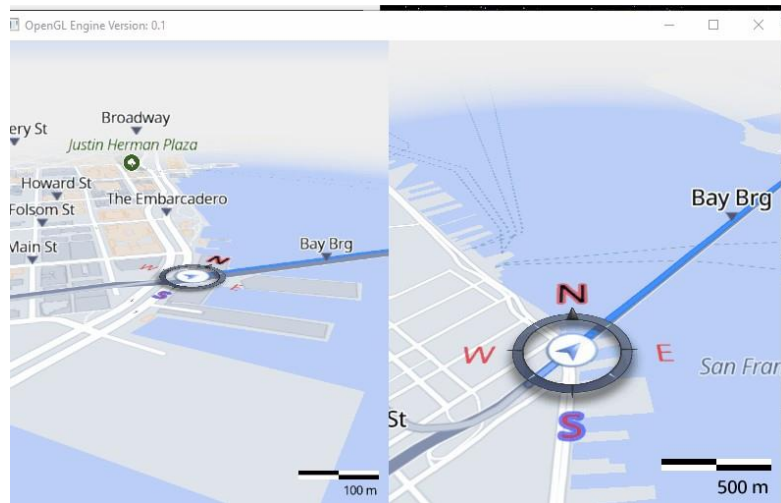 OpenGL Engine Version: 0.1
Broadway
ery St
Justin Herman Plaza
Howard St
The Embarcadero
Folsom St
Main St
Bay Brg
N
W
E
S
100 m
Bay Brg
N
W
E
San Fran
S
St
500 m